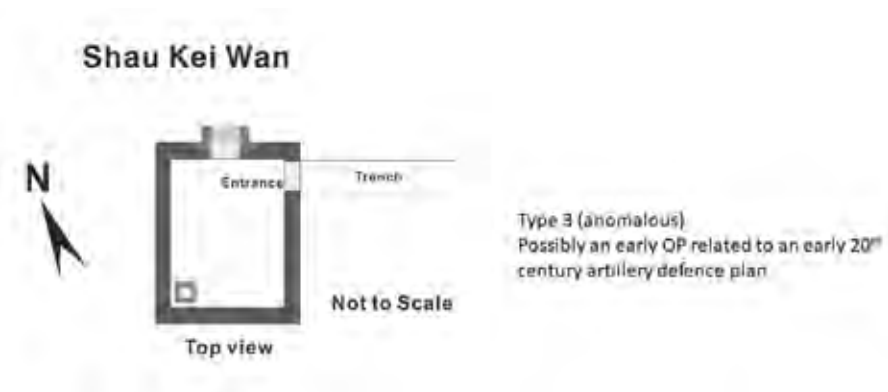 Shau Kei Wan
N
Entrance
Trench
Type 3 (anomalous)
Possibly an early OP related to an early 20th
century artillery defence plan
Not to Scale
Top view